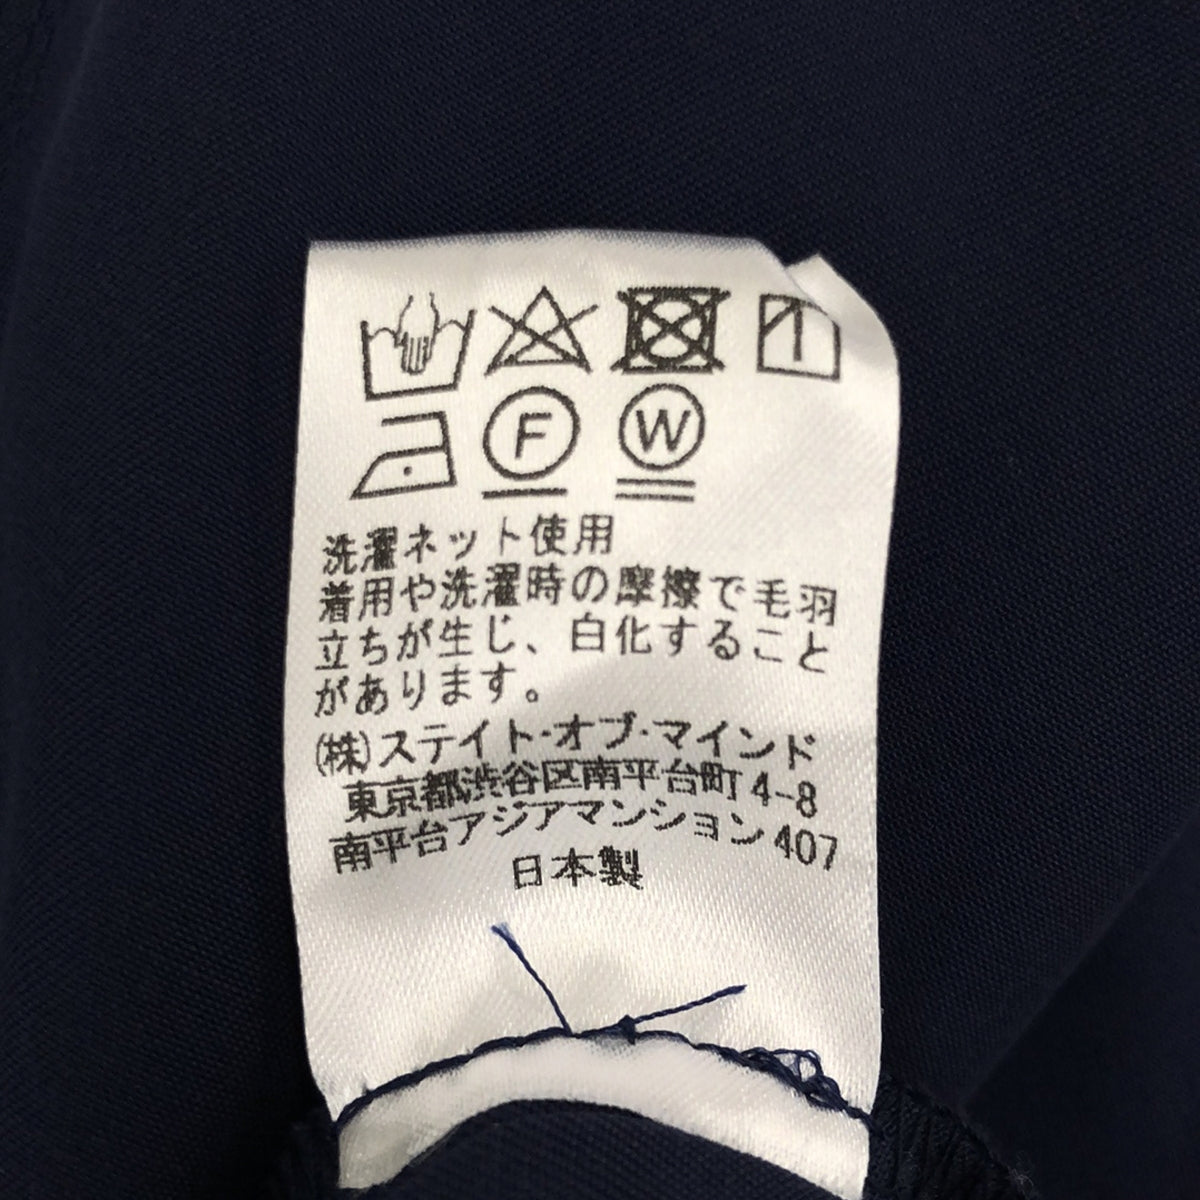 F W
洗濯ネット使用
着用や洗濯時の摩擦で毛羽
立ちが生じ、白化すること
があります。
(株)ステイト・オブ・マインド
東京都渋谷区南平台町4-8
南平台アジアマンション407
日本製